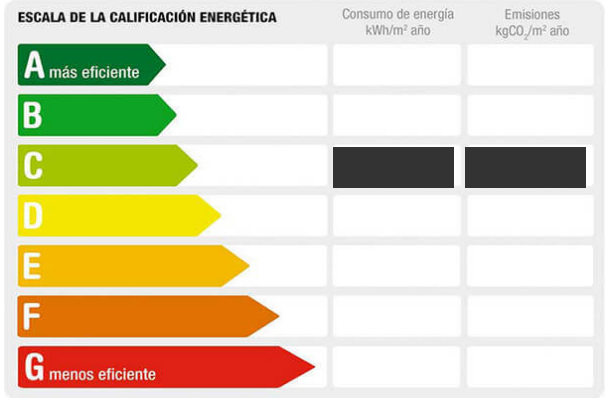 ESCALA DE LA CALIFICACIÓN ENERGÉTICA
Consumo de energía
kWh/m² año
Emisiones
kgCO₂/m² año
A más eficiente
B
C
D
E
F
G menos eficiente